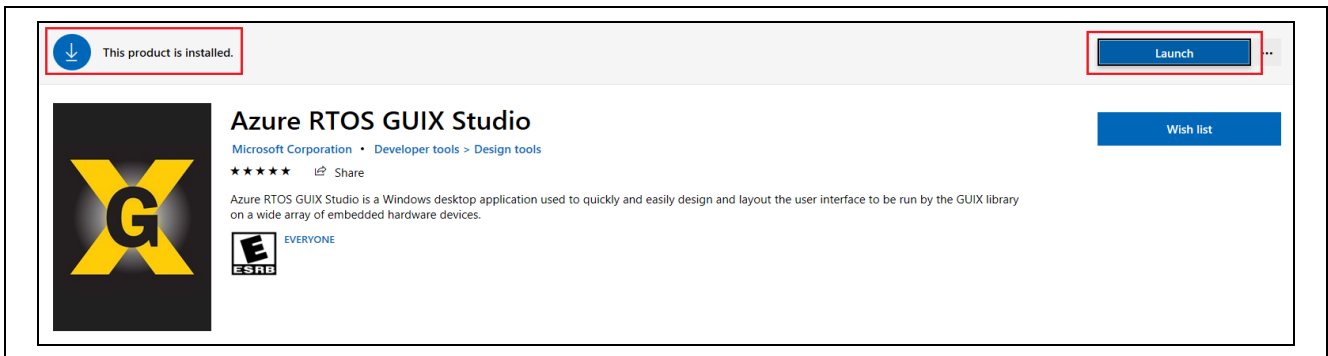 This product is installed.
Launch
...
Azure RTOS GUIX Studio
Wish list
Microsoft Corporation • Developer tools > Design tools
★★★★★ Share
Azure RTOS GUIX Studio is a Windows desktop application used to quickly and easily design and layout the user interface to be run by the GUIX library
on a wide array of embedded hardware devices.
X
G
E
ESRB
EVERYONE